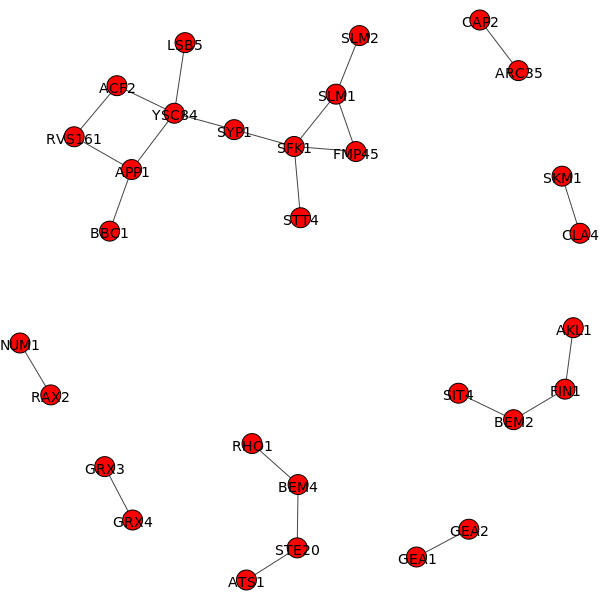 CAP2
SLM2
LSB5
ARC35
ACF2
SLM1
YSC84
SYP1
RVS161
SFK1
FMP45
APP1
SKM1
STT4
BBC1
CLA4
AKL1
NUM1
FIN1
SIT4
RAX2
BEM2
RHO1
GRX3
BEM4
GRX4
GEA2
STE20
GEA1
ATS1